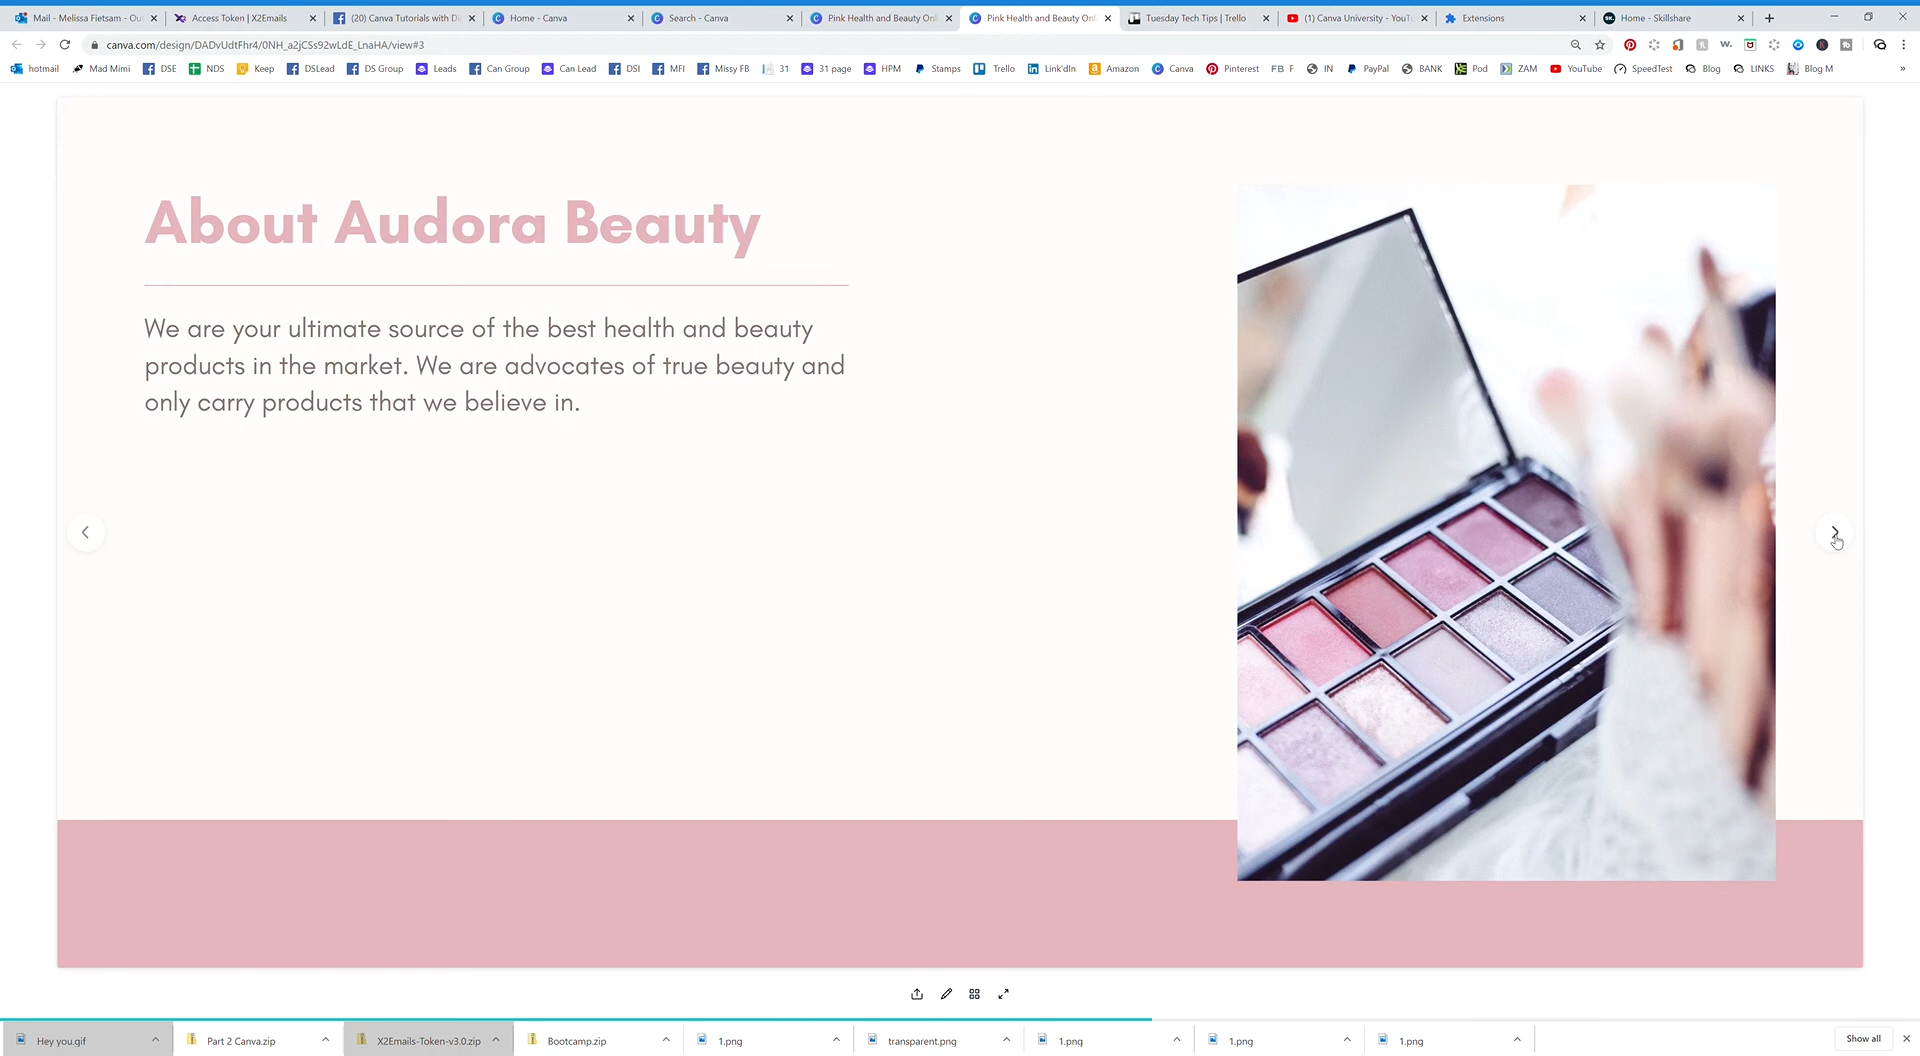 Mail - Melissa Fietsam - Ou
Access Token | X2Emails
(20) Canva Tutorials with Di
Home - Canva
Search - Canva
Pink Health and Beauty Onl
Pink Health and Beauty Onl
Tuesday Tech Tips | Trello
(1) Canva University - YouTu
Extensions
Home - Skillshare
canva.com/design/DADvUdtFhr4/0NH_a2jCSs92wLdE_LnaHA/view#3
hotmail Mad Mimi DSE NDS Keep DSLead DS Group Leads Can Group Can Lead DSI MFI Missy FB 31 31 page HPM Stamps Trello Link'dIn Amazon Canva Pinterest FB F IN PayPal BANK Pod ZAM YouTube SpeedTest Blog LINKS Blog M
About Audora Beauty
We are your ultimate source of the best health and beauty
products in the market. We are advocates of true beauty and
only carry products that we believe in.
Hey you.gif
Part 2 Canva.zip
X2Emails-Token-v3.0.zip
Bootcamp.zip
1.png
transparent.png
1.png
1.png
1.png
Show all